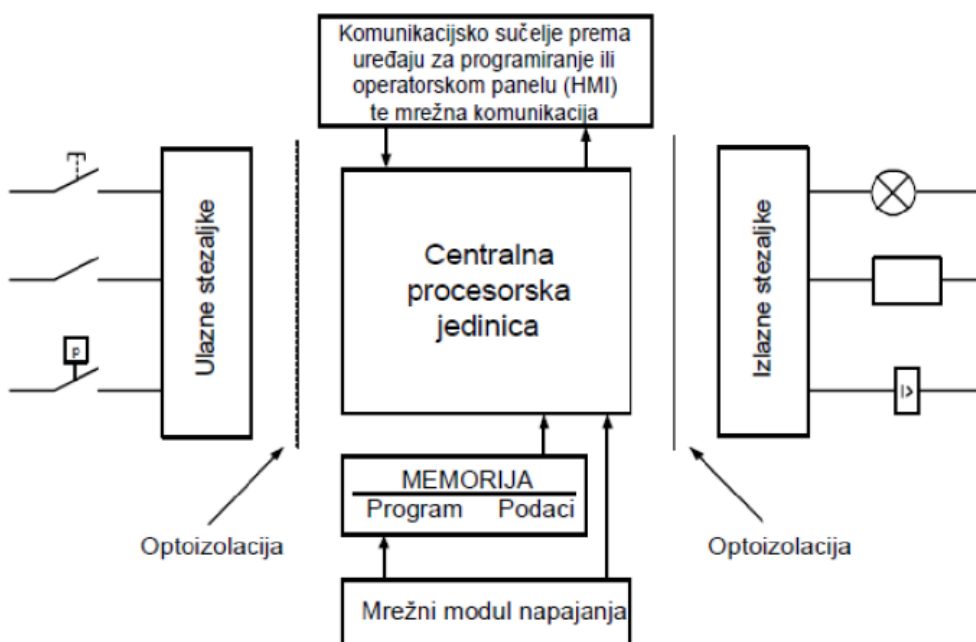 Komunikacijsko sučelje prema
uređaju za programiranje ili
operatorskom panelu (HMI)
te mrežna komunikacija
Ulazne stezaljke
Centralna
procesorska
jedinica
Izlazne stezaljke
p
MEMORIJA
Program Podaci
Optoizolacija
Optoizolacija
Mrežni modul napajanja